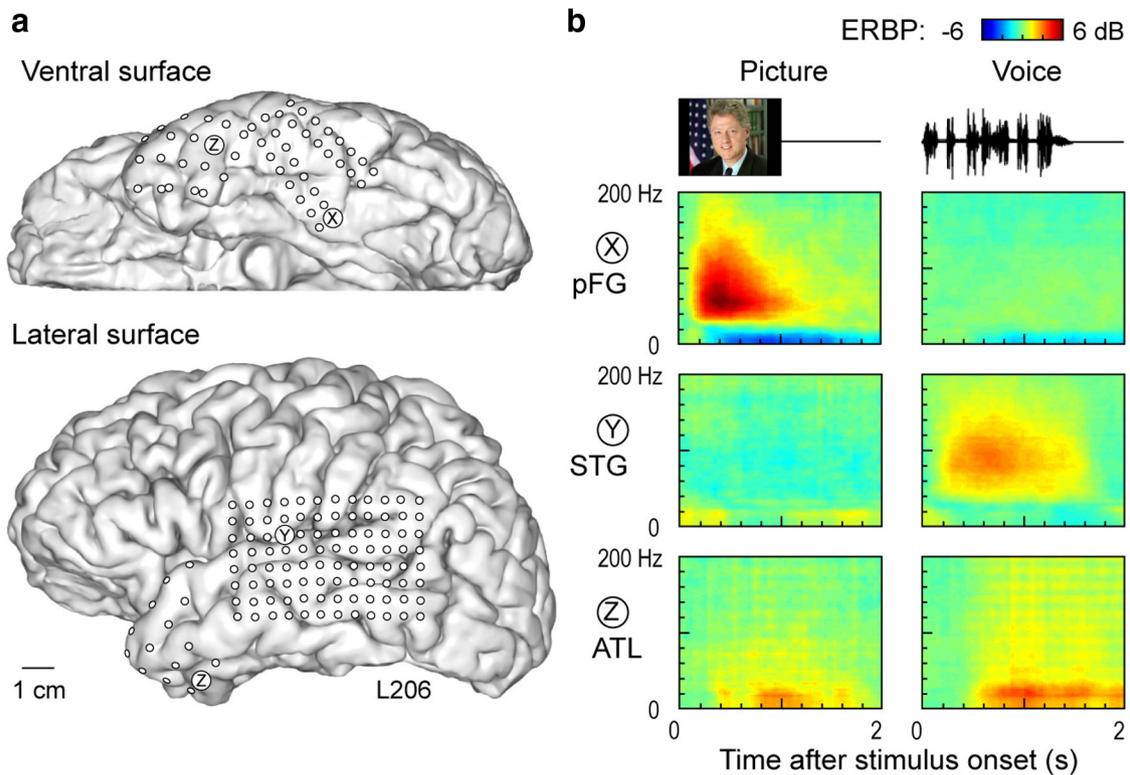 a
Ventral surface
Z
X
Lateral surface
Y
Z
1 cm
L206
b
ERBP: -6 6 dB
Picture Voice
200 Hz
X
pFG
0
200 Hz
Y
STG
0
200 Hz
Z
ATL
0
0 2 0 2
Time after stimulus onset (s)